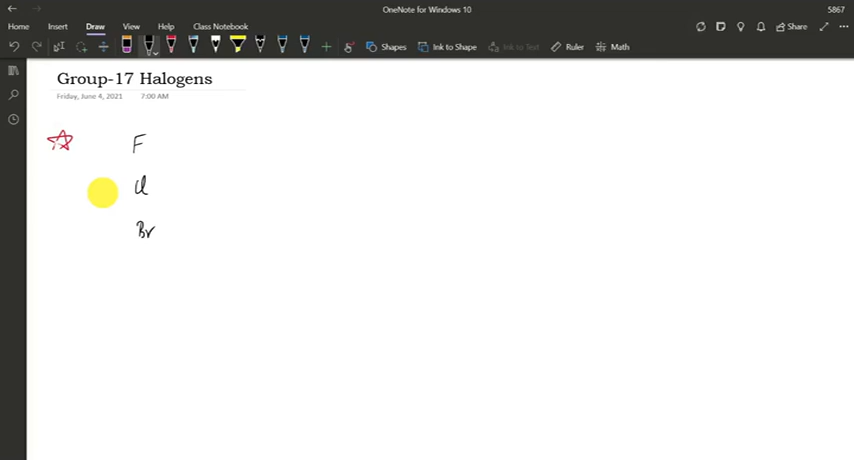 OneNote for Windows 10
5867
Home Insert Draw View Help Class Notebook
Share
Shapes Ink to Shape Ink to Text Ruler Math
Group-17 Halogens
Friday, June 4, 2021 7:00 AM
F
Cl
Br